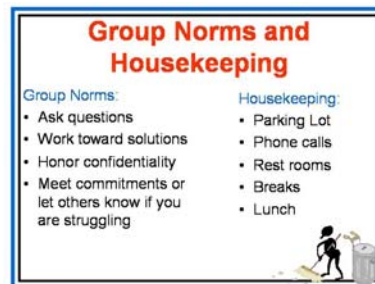 Group Norms and
Housekeeping
Group Norms:
• Ask questions
• Work toward solutions
• Honor confidentiality
• Meet commitments or
let others know if you
are struggling
Housekeeping:
• Parking Lot
• Phone calls
• Rest rooms
• Breaks
• Lunch